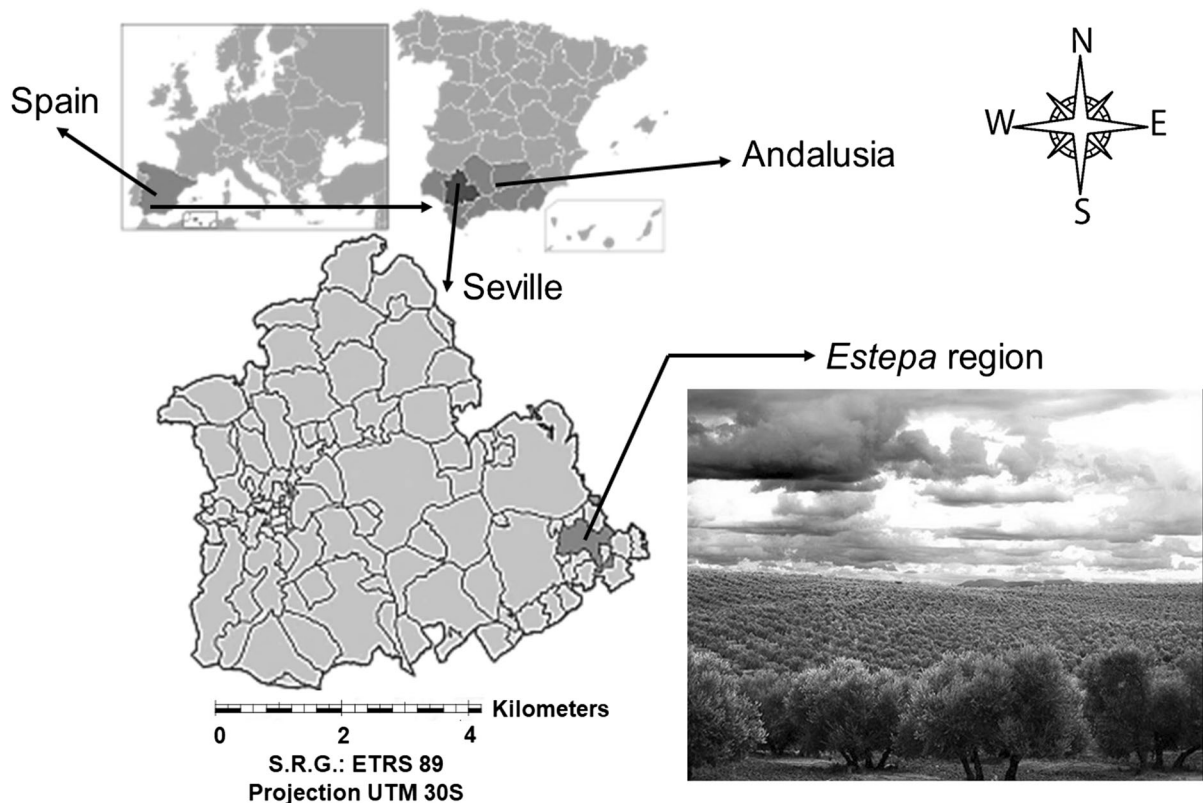 Spain
N
W E
S
Andalusia
Seville
Estepa region
Kilometers
0 2 4
S.R.G.: ETRS 89
Projection UTM 30S